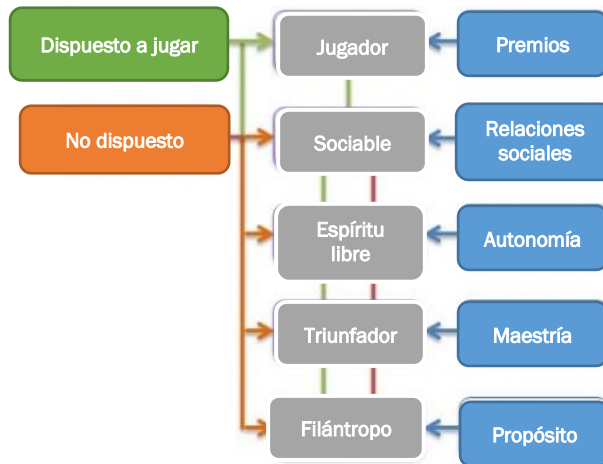 Dispuesto a jugar
Jugador
Premios
No dispuesto
Sociable
Relaciones
sociales
Espíritu
libre
Autonomía
Triunfador
Maestría
Filántropo
Propósito